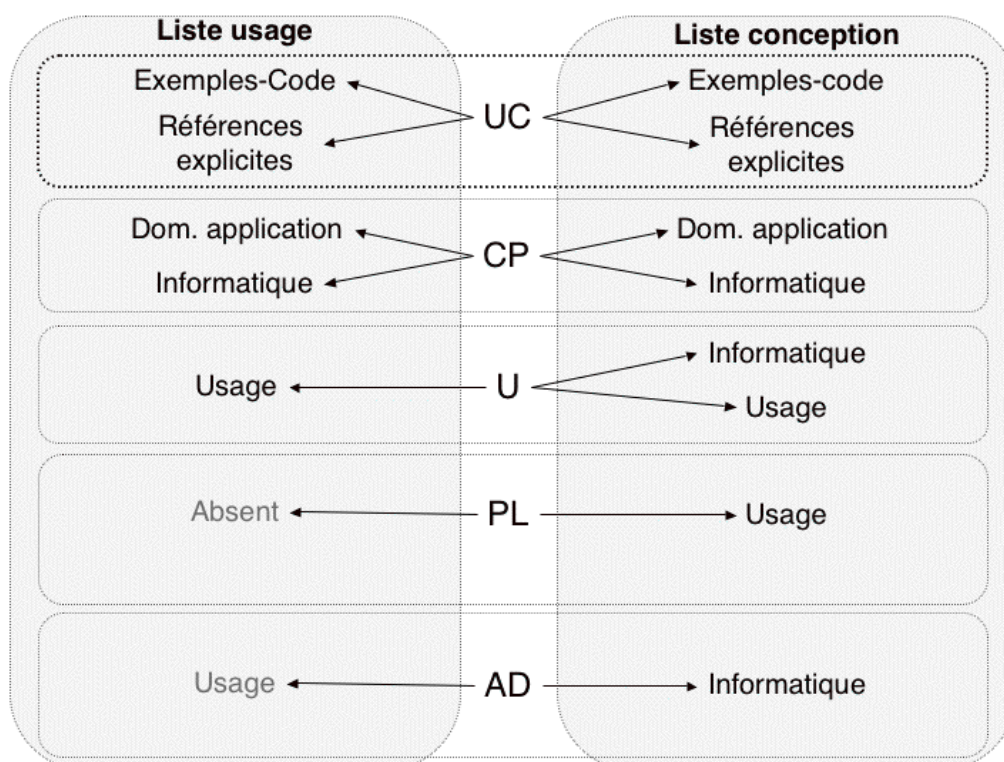 Liste usage
Liste conception
Exemples-Code
UC
Exemples-code
Références
explicites
Références
explicites
Dom. application
CP
Dom. application
Informatique
Informatique
Usage
U
Informatique
Usage
Absent
PL
Usage
Usage
AD
Informatique